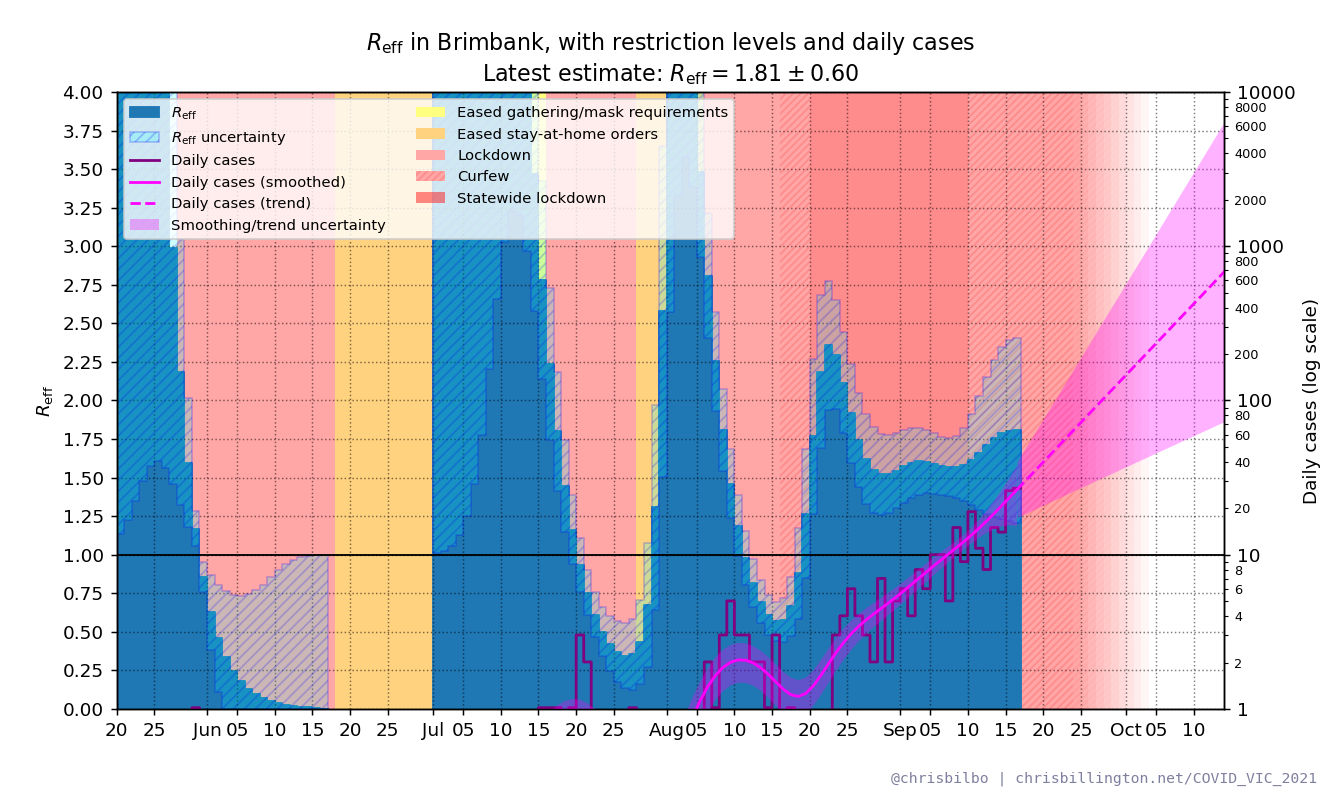 Reff in Brimbank, with restriction levels and daily cases
Latest estimate: Reff = 1.81 ± 0.60
Reff
Reff uncertainty
Daily cases
Daily cases (smoothed)
Daily cases (trend)
Smoothing/trend uncertainty
Eased gathering/mask requirements
Eased stay-at-home orders
Lockdown
Curfew
Statewide lockdown
Reff
4.00
3.75
3.50
3.25
3.00
2.75
2.50
2.25
2.00
1.75
1.50
1.25
1.00
0.75
0.50
0.25
0.00
10000
8000
6000
4000
2000
1000
800
600
400
200
100
80
60
40
20
10
8
6
4
2
1
Daily cases (log scale)
20 25 Jun 05 10 15 20 25 Jul 05 10 15 20 25 Aug 05 10 15 20 25 Sep 05 10 15 20 25 Oct 05 10
@chrisbilbo | chrisbillington.net/COVID_VIC_2021